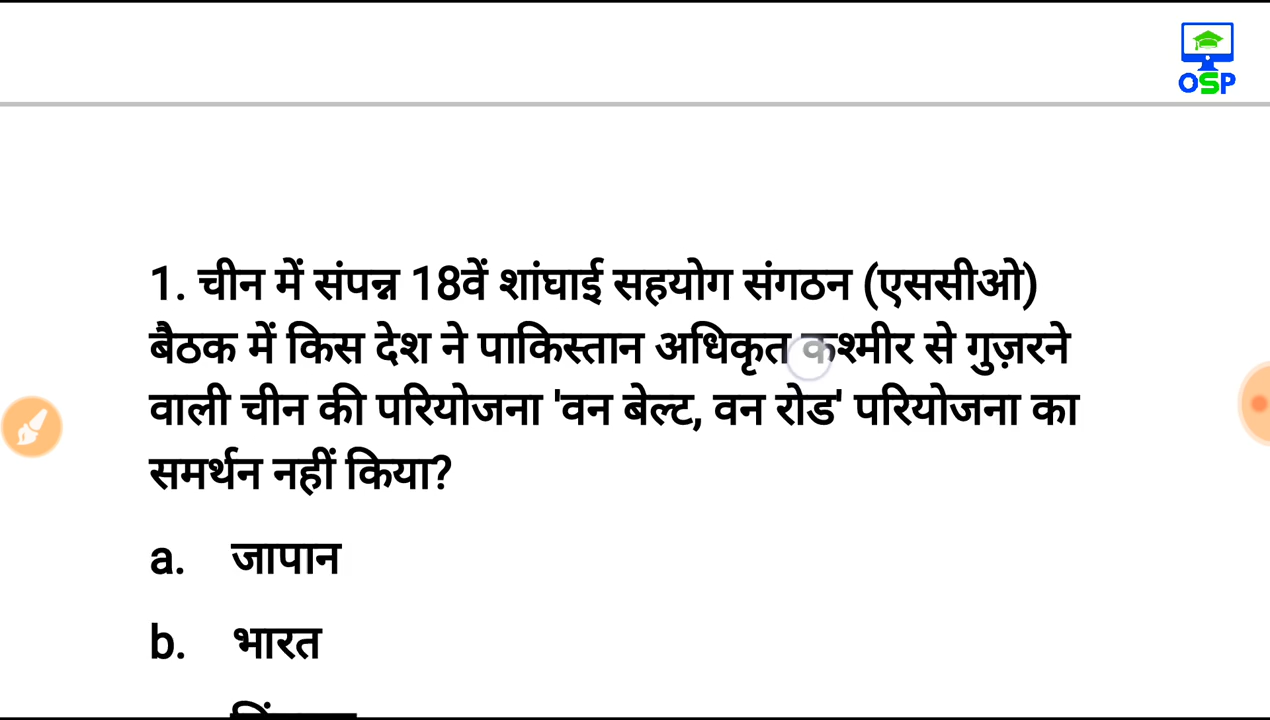 OSP
1. चीन में संपन्न 18वें शांघाई सहयोग संगठन (एससीओ)
बैठक में किस देश ने पाकिस्तान अधिकृत कश्मीर से गुज़रने
वाली चीन की परियोजना 'वन बेल्ट, वन रोड' परियोजना का
समर्थन नहीं किया?
a. जापान
b. भारत